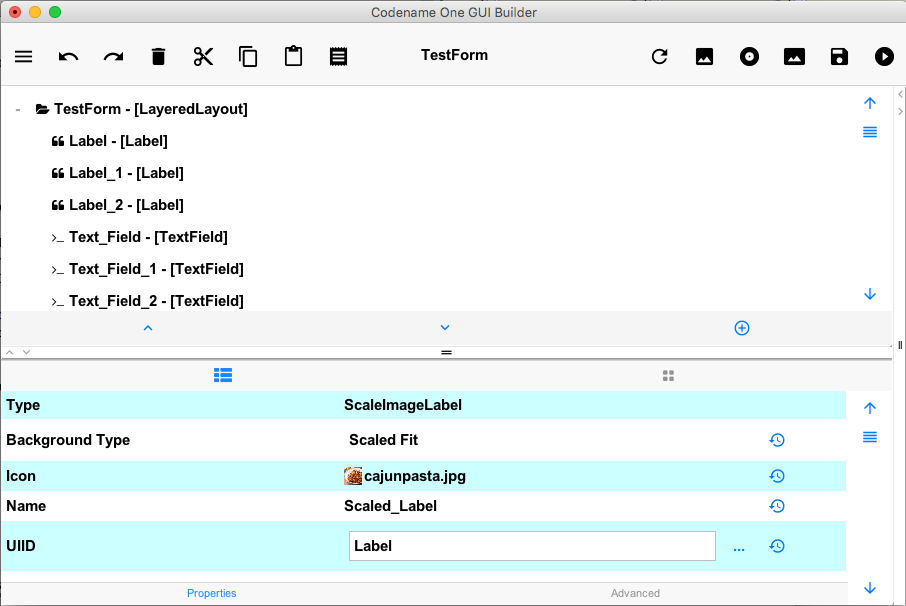 Codename One GUI Builder
TestForm
- TestForm - [LayeredLayout]
Label - [Label]
Label_1 - [Label]
Label_2 - [Label]
Text_Field - [TextField]
Text_Field_1 - [TextField]
Text_Field_2 - [TextField]
Type ScaleImageLabel
Background Type Scaled Fit
Icon cajunpasta.jpg
Name Scaled_Label
UIID Label ...
Properties Advanced